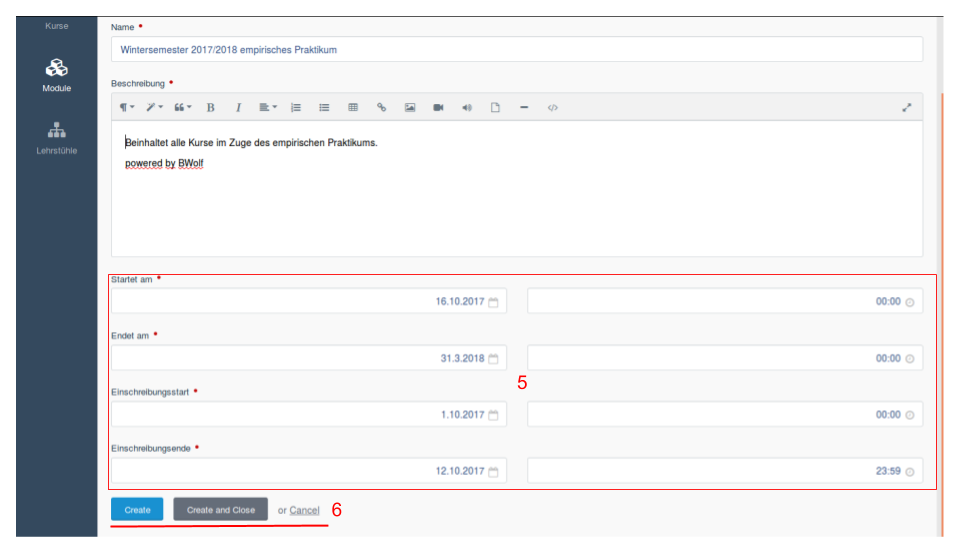 Kurse
Module
Lehrstühle
Name •
Wintersemester 2017/2018 empirisches Praktikum
Beschreibung •
B I
Beinhaltet alle Kurse im Zuge des empirischen Praktikums.
powered by BWolf
Startet am •
16.10.2017 00:00
Endet am •
31.3.2018 00:00
5
Einschreibungsstart •
1.10.2017 00:00
Einschreibungsende •
12.10.2017 23:59
Create Create and Close or Cancel 6